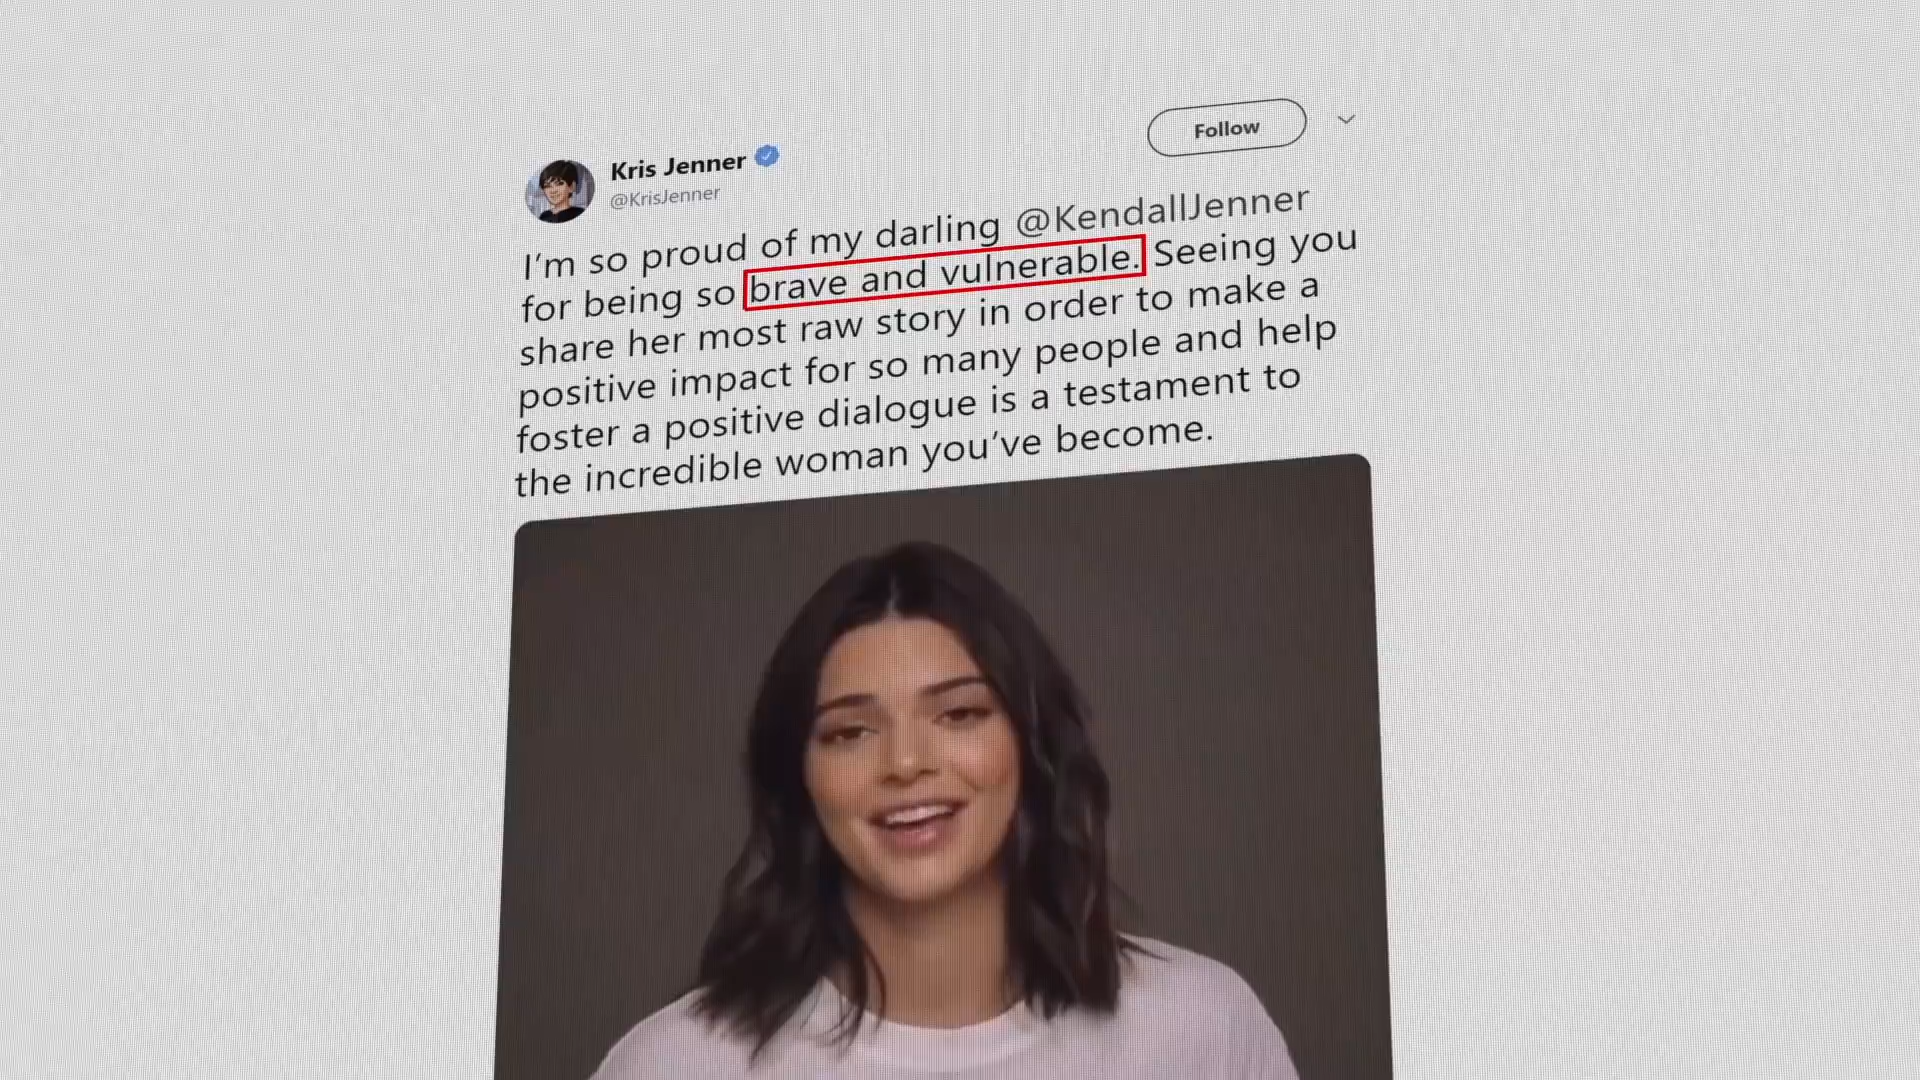 Kris Jenner
@KrisJenner
Follow
I'm so proud of my darling @KendallJenner
for being so brave and vulnerable. Seeing you
share her most raw story in order to make a
positive impact for so many people and help
foster a positive dialogue is a testament to
the incredible woman you've become.